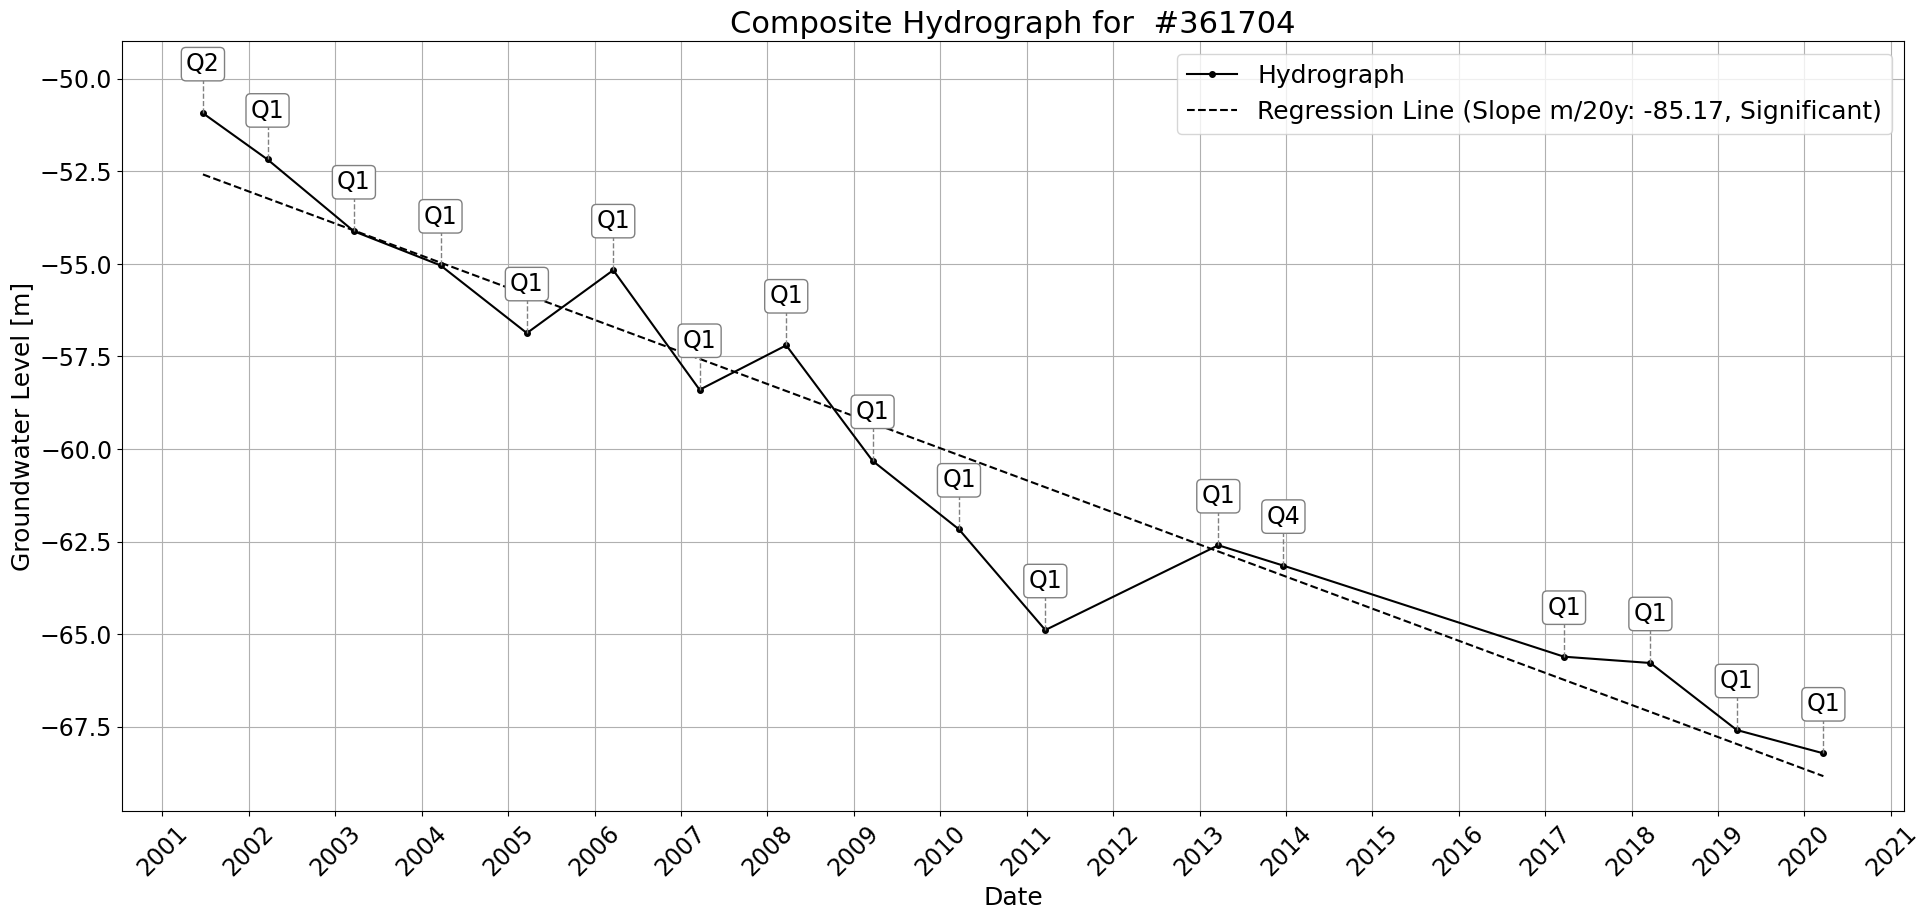 Composite Hydrograph for  #361704
Hydrograph
Regression Line (Slope m/20y: -85.17, Significant)
Groundwater Level [m]
−50.0
−52.5
−55.0
−57.5
−60.0
−62.5
−65.0
−67.5
Q2
Q1
Q1
Q1
Q1
Q1
Q1
Q1
Q1
Q1
Q1
Q1
Q4
Q1
Q1
Q1
Q1
2001
2002
2003
2004
2005
2006
2007
2008
2009
2010
2011
2012
2013
2014
2015
2016
2017
2018
2019
2020
2021
Date